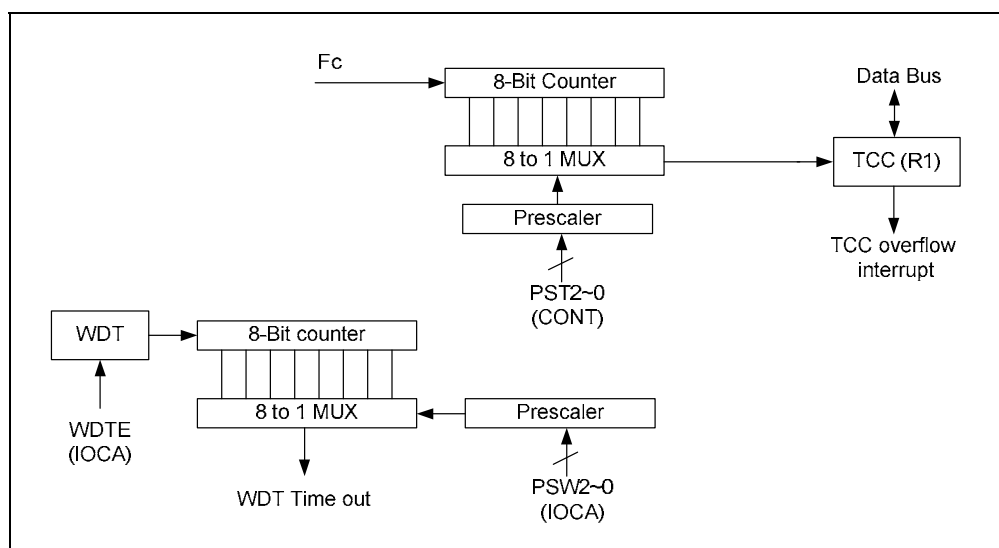 Fc
8-Bit Counter
8 to 1 MUX
Prescaler
PST2~0
(CONT)
Data Bus
TCC (R1)
TCC overflow
interrupt
WDT
WDTE
(IOCA)
8-Bit counter
8 to 1 MUX
WDT Time out
Prescaler
PSW2~0
(IOCA)